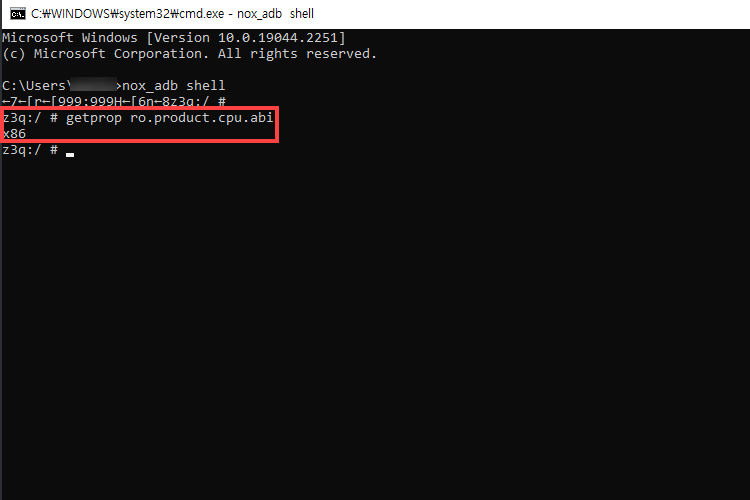 C:₩WINDOWS₩system32₩cmd.exe - nox_adb shell
Microsoft Windows [Version 10.0.19044.2251]
(c) Microsoft Corporation. All rights reserved.
C:\Users\>nox_adb shell
←7←[r←[999;999H←[6n←8z3q:/ #
z3q:/ # getprop ro.product.cpu.abi
x86
z3q:/ #